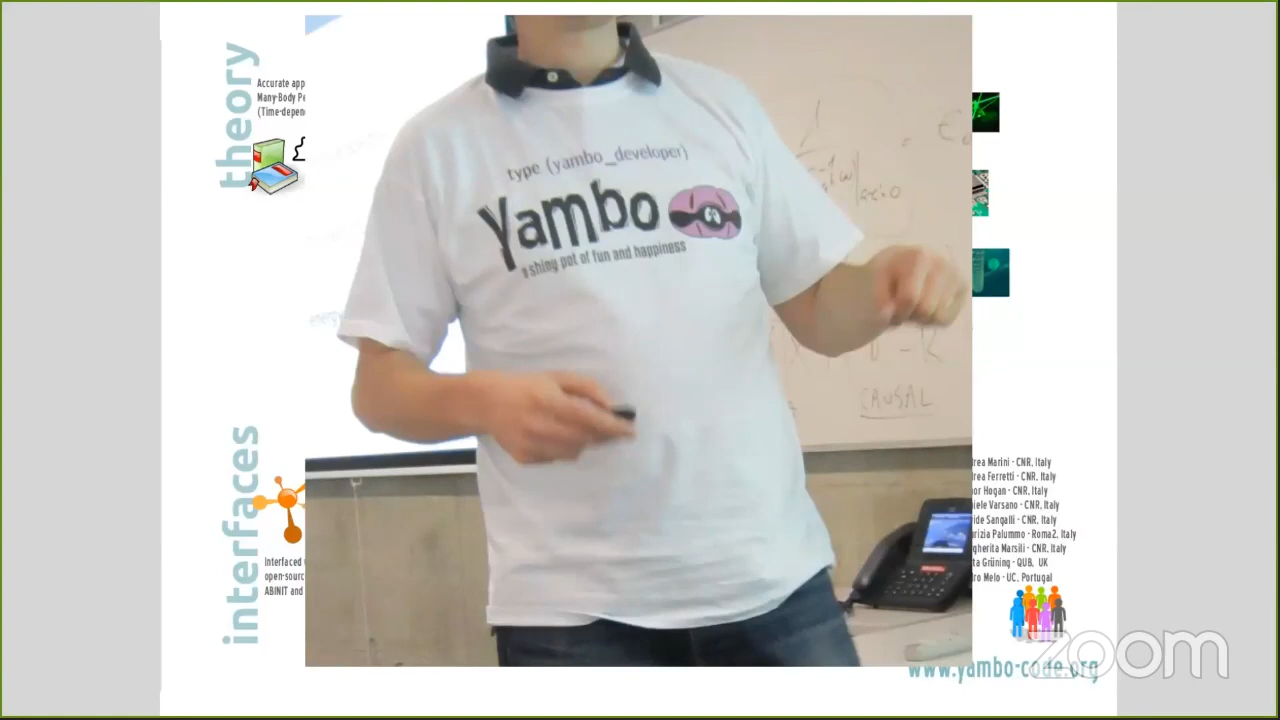 theory
Accurate app
Many-Body Pe
(Time-depen
type (yambo_developer)
Yambo
a shing pot of fun and happiness
CAUSAL
interfaces
Interfaced
open-sourc
ABINIT and
rea Marini - CNR, Italy
rea Ferretti - CNR, Italy
or Hogan - CNR, Italy
iele Varsano - CNR, Italy
ide Sangalli - CNR, Italy
urizia Palummo - Roma2, Italy
gherita Marsili - CNR, Italy
ta Grüning - QUB, UK
ro Melo - UC, Portugal
www.yambo-code.org
zoom